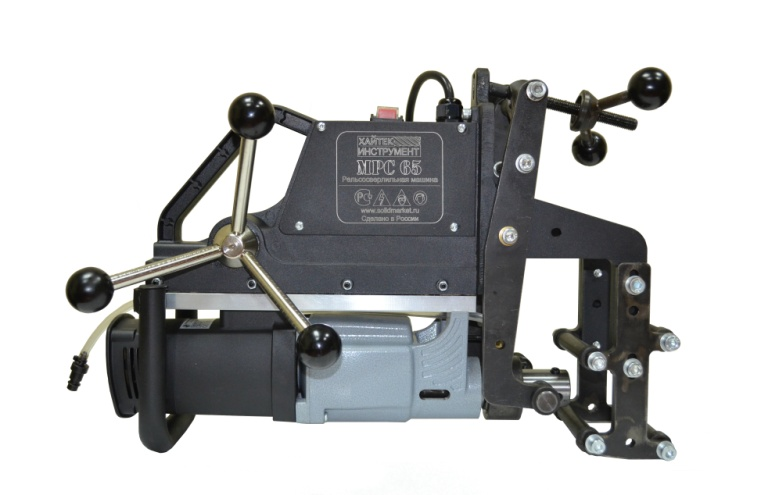 ХАЙТЕК
ИНСТРУМЕНТ
МРС 65
Рельсосверлильная машина
www.solidmarket.ru
Сделано в России